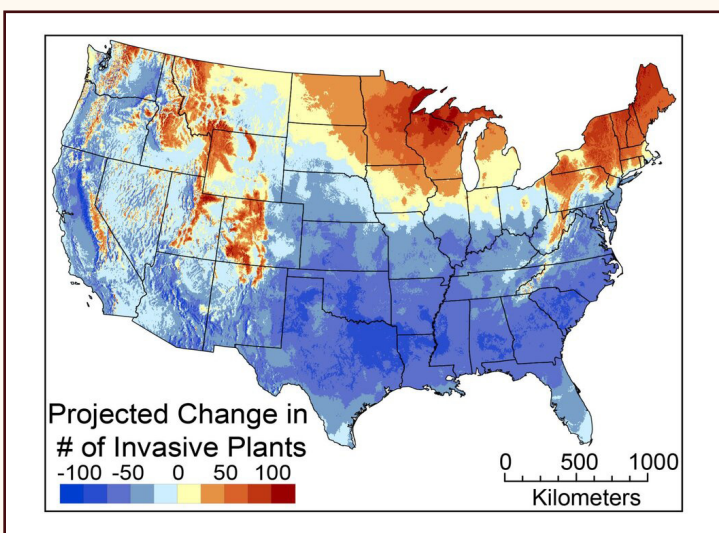 Projected Change in
# of Invasive Plants
-100 -50 0 50 100
0 500 1000
Kilometers